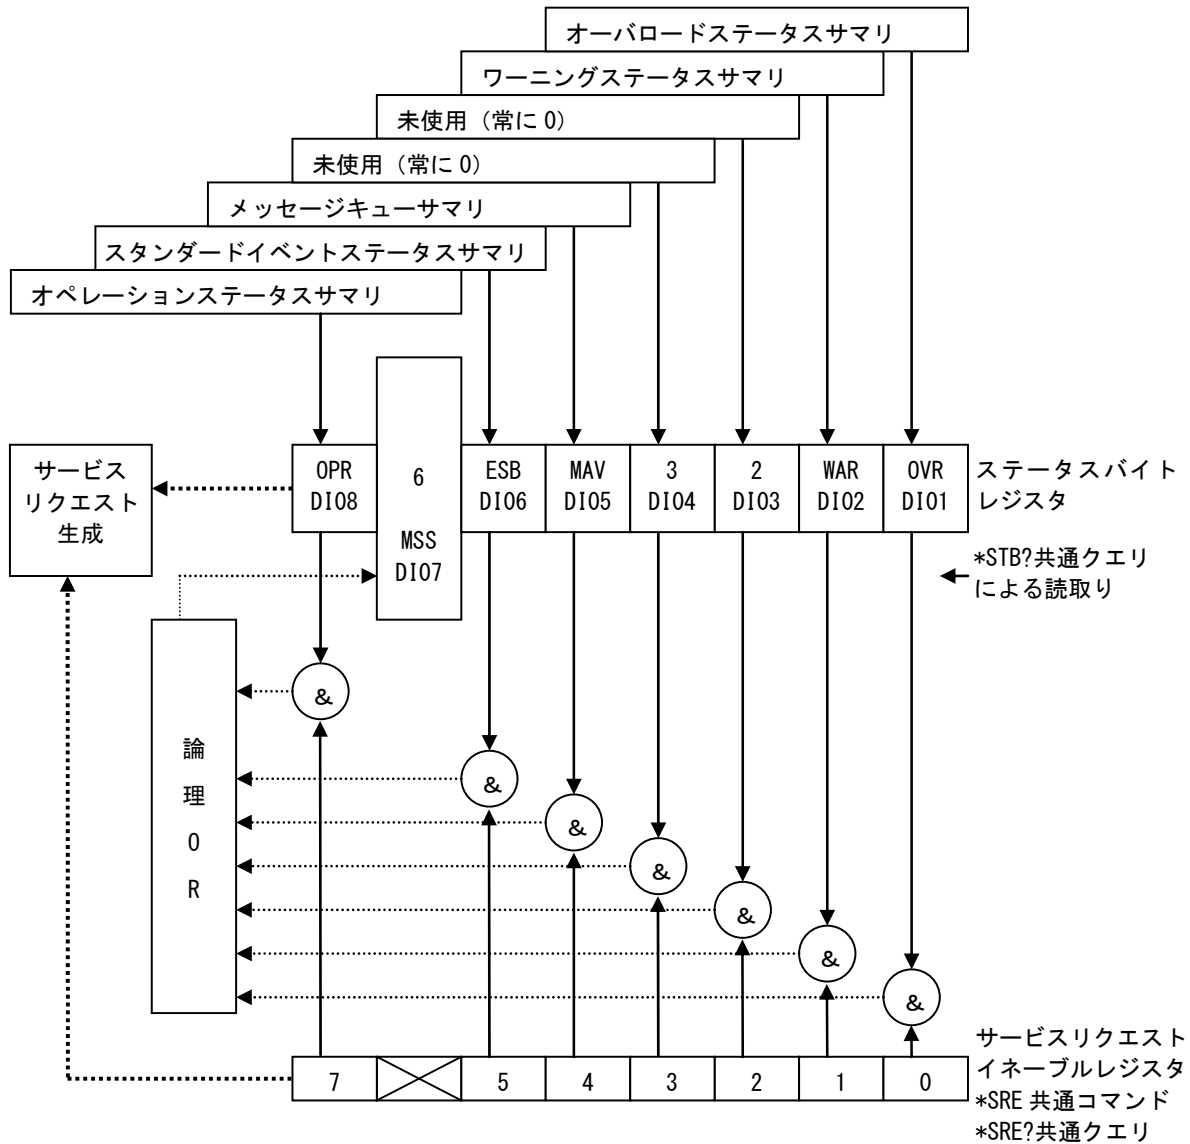 オーバロードステータスサマリ
ワーニングステータスサマリ
未使用（常に0）
未使用（常に0）
メッセージキューサマリ
スタンダードイベントステータスサマリ
オペレーションステータスサマリ
サービス
リクエスト
生成
OPR
DIO8
6
MSS
DIO7
ESB
DIO6
MAV
DIO5
3
DIO4
2
DIO3
WAR
DIO2
OVR
DIO1
ステータスバイト
レジスタ
*STB?共通クエリ
による読取り
論
理
O
R
&
&
&
&
&
&
&
7
5
4
3
2
1
0
サービスリクエスト
イネーブルレジスタ
*SRE 共通コマンド
*SRE?共通クエリ